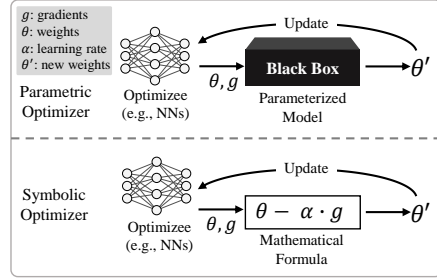 g: gradients
θ: weights
α: learning rate
θ′: new weights
Parametric
Optimizer
Optimizee
(e.g., NNs)
θ, g
Update
Black Box
Parameterized
Model
θ′
Symbolic
Optimizer
Optimizee
(e.g., NNs)
θ, g
Update
θ − α · g
Mathematical
Formula
θ′